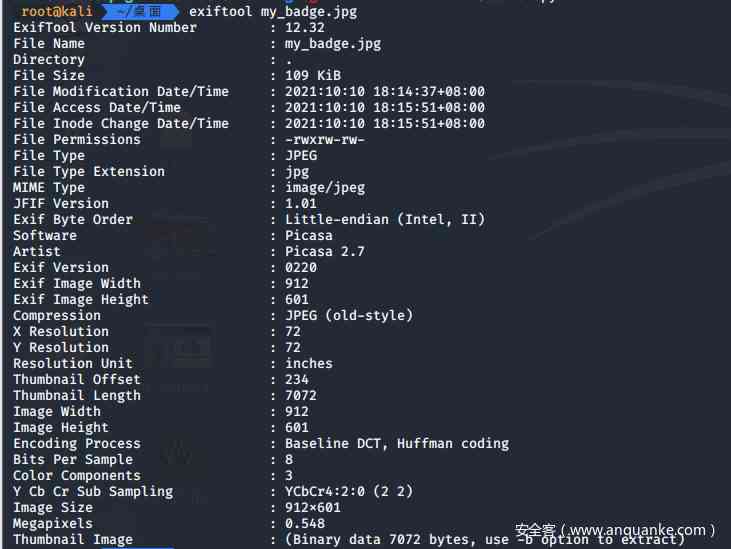 root@kali ~/桌面 exiftool my_badge.jpg
ExifTool Version Number : 12.32
File Name : my_badge.jpg
Directory : .
File Size : 109 KiB
File Modification Date/Time : 2021:10:10 18:14:37+08:00
File Access Date/Time : 2021:10:10 18:15:51+08:00
File Inode Change Date/Time : 2021:10:10 18:15:51+08:00
File Permissions : -rwxrw-rw-
File Type : JPEG
File Type Extension : jpg
MIME Type : image/jpeg
JFIF Version : 1.01
Exif Byte Order : Little-endian (Intel, II)
Software : Picasa
Artist : Picasa 2.7
Exif Version : 0220
Exif Image Width : 912
Exif Image Height : 601
Compression : JPEG (old-style)
X Resolution : 72
Y Resolution : 72
Resolution Unit : inches
Thumbnail Offset : 234
Thumbnail Length : 7072
Image Width : 912
Image Height : 601
Encoding Process : Baseline DCT, Huffman coding
Bits Per Sample : 8
Color Components : 3
Y Cb Cr Sub Sampling : YCbCr4:2:0 (2 2)
Image Size : 912×601
Megapixels : 0.548
Thumbnail Image : (Binary data 7072 bytes, use -b option to extract)
安全客 ( www.anquanke.com )